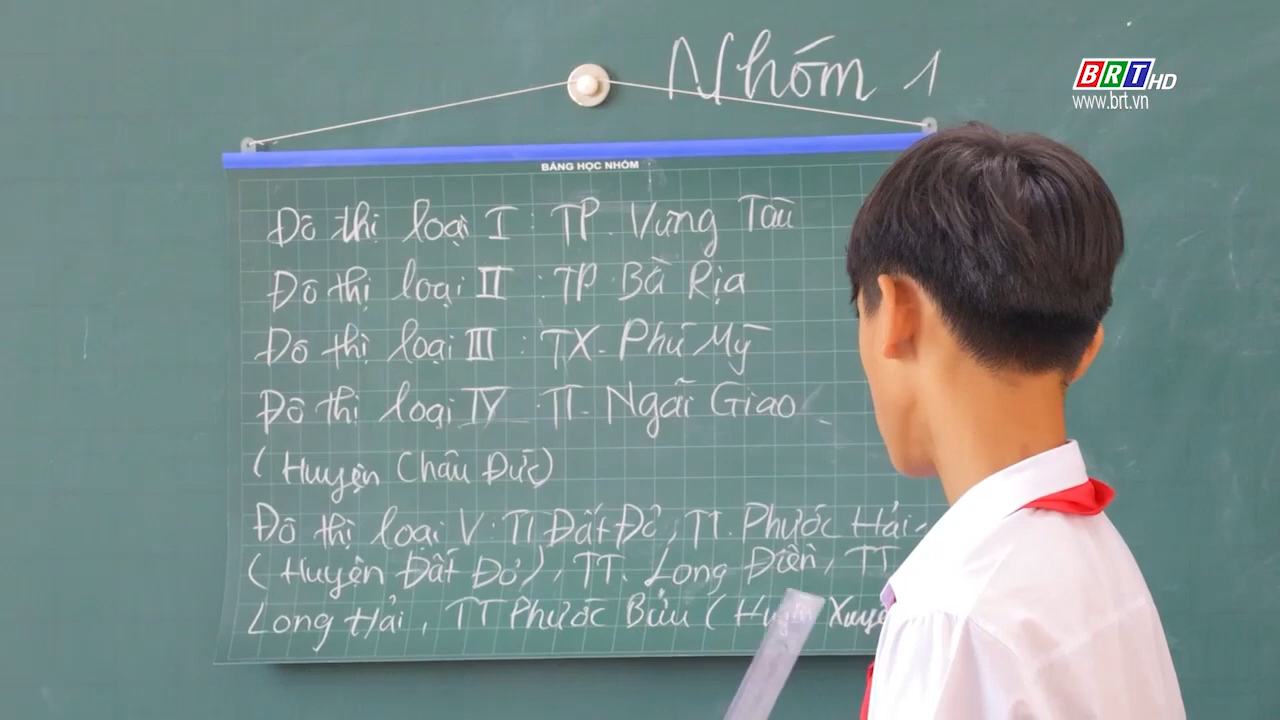 Nhóm 1
BRT HD
www.brt.vn
BẢNG HỌC NHÓM
Đô thị loại I : TP. Vũng Tàu
Đô thị loại II : TP Bà Rịa
Đô thị loại III : TX. Phú Mỹ
Đô thị loại IV : TT. Ngãi Giao
(Huyện Châu Đức)
Đô thị loại V : TT Đất Đỏ, TT. Phước Hải
(Huyện Đất Đỏ), TT. Long Điền, TT
Long Hải, TT Phước Bửu (Huyện